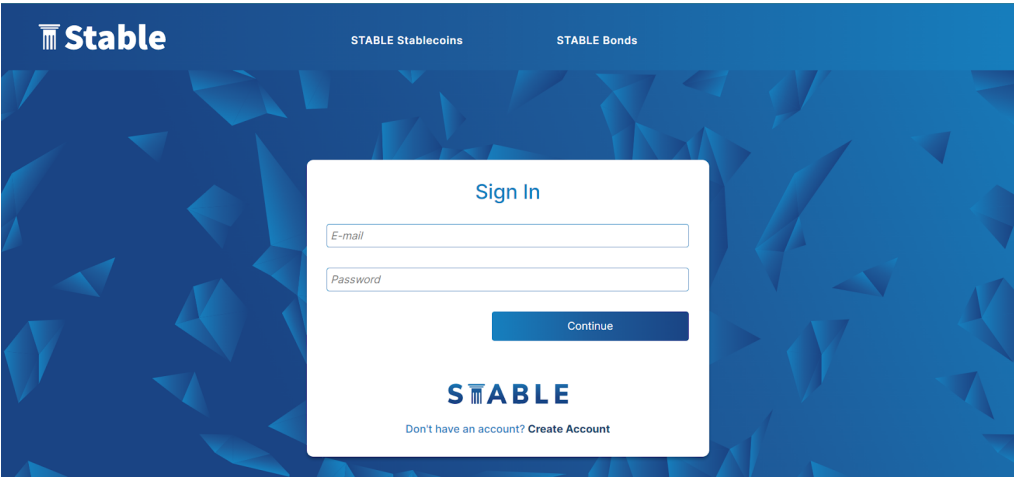 Stable
STABLE Stablecoins
STABLE Bonds
Sign In
E-mail
Password
Continue
STABLE
Don't have an account? Create Account